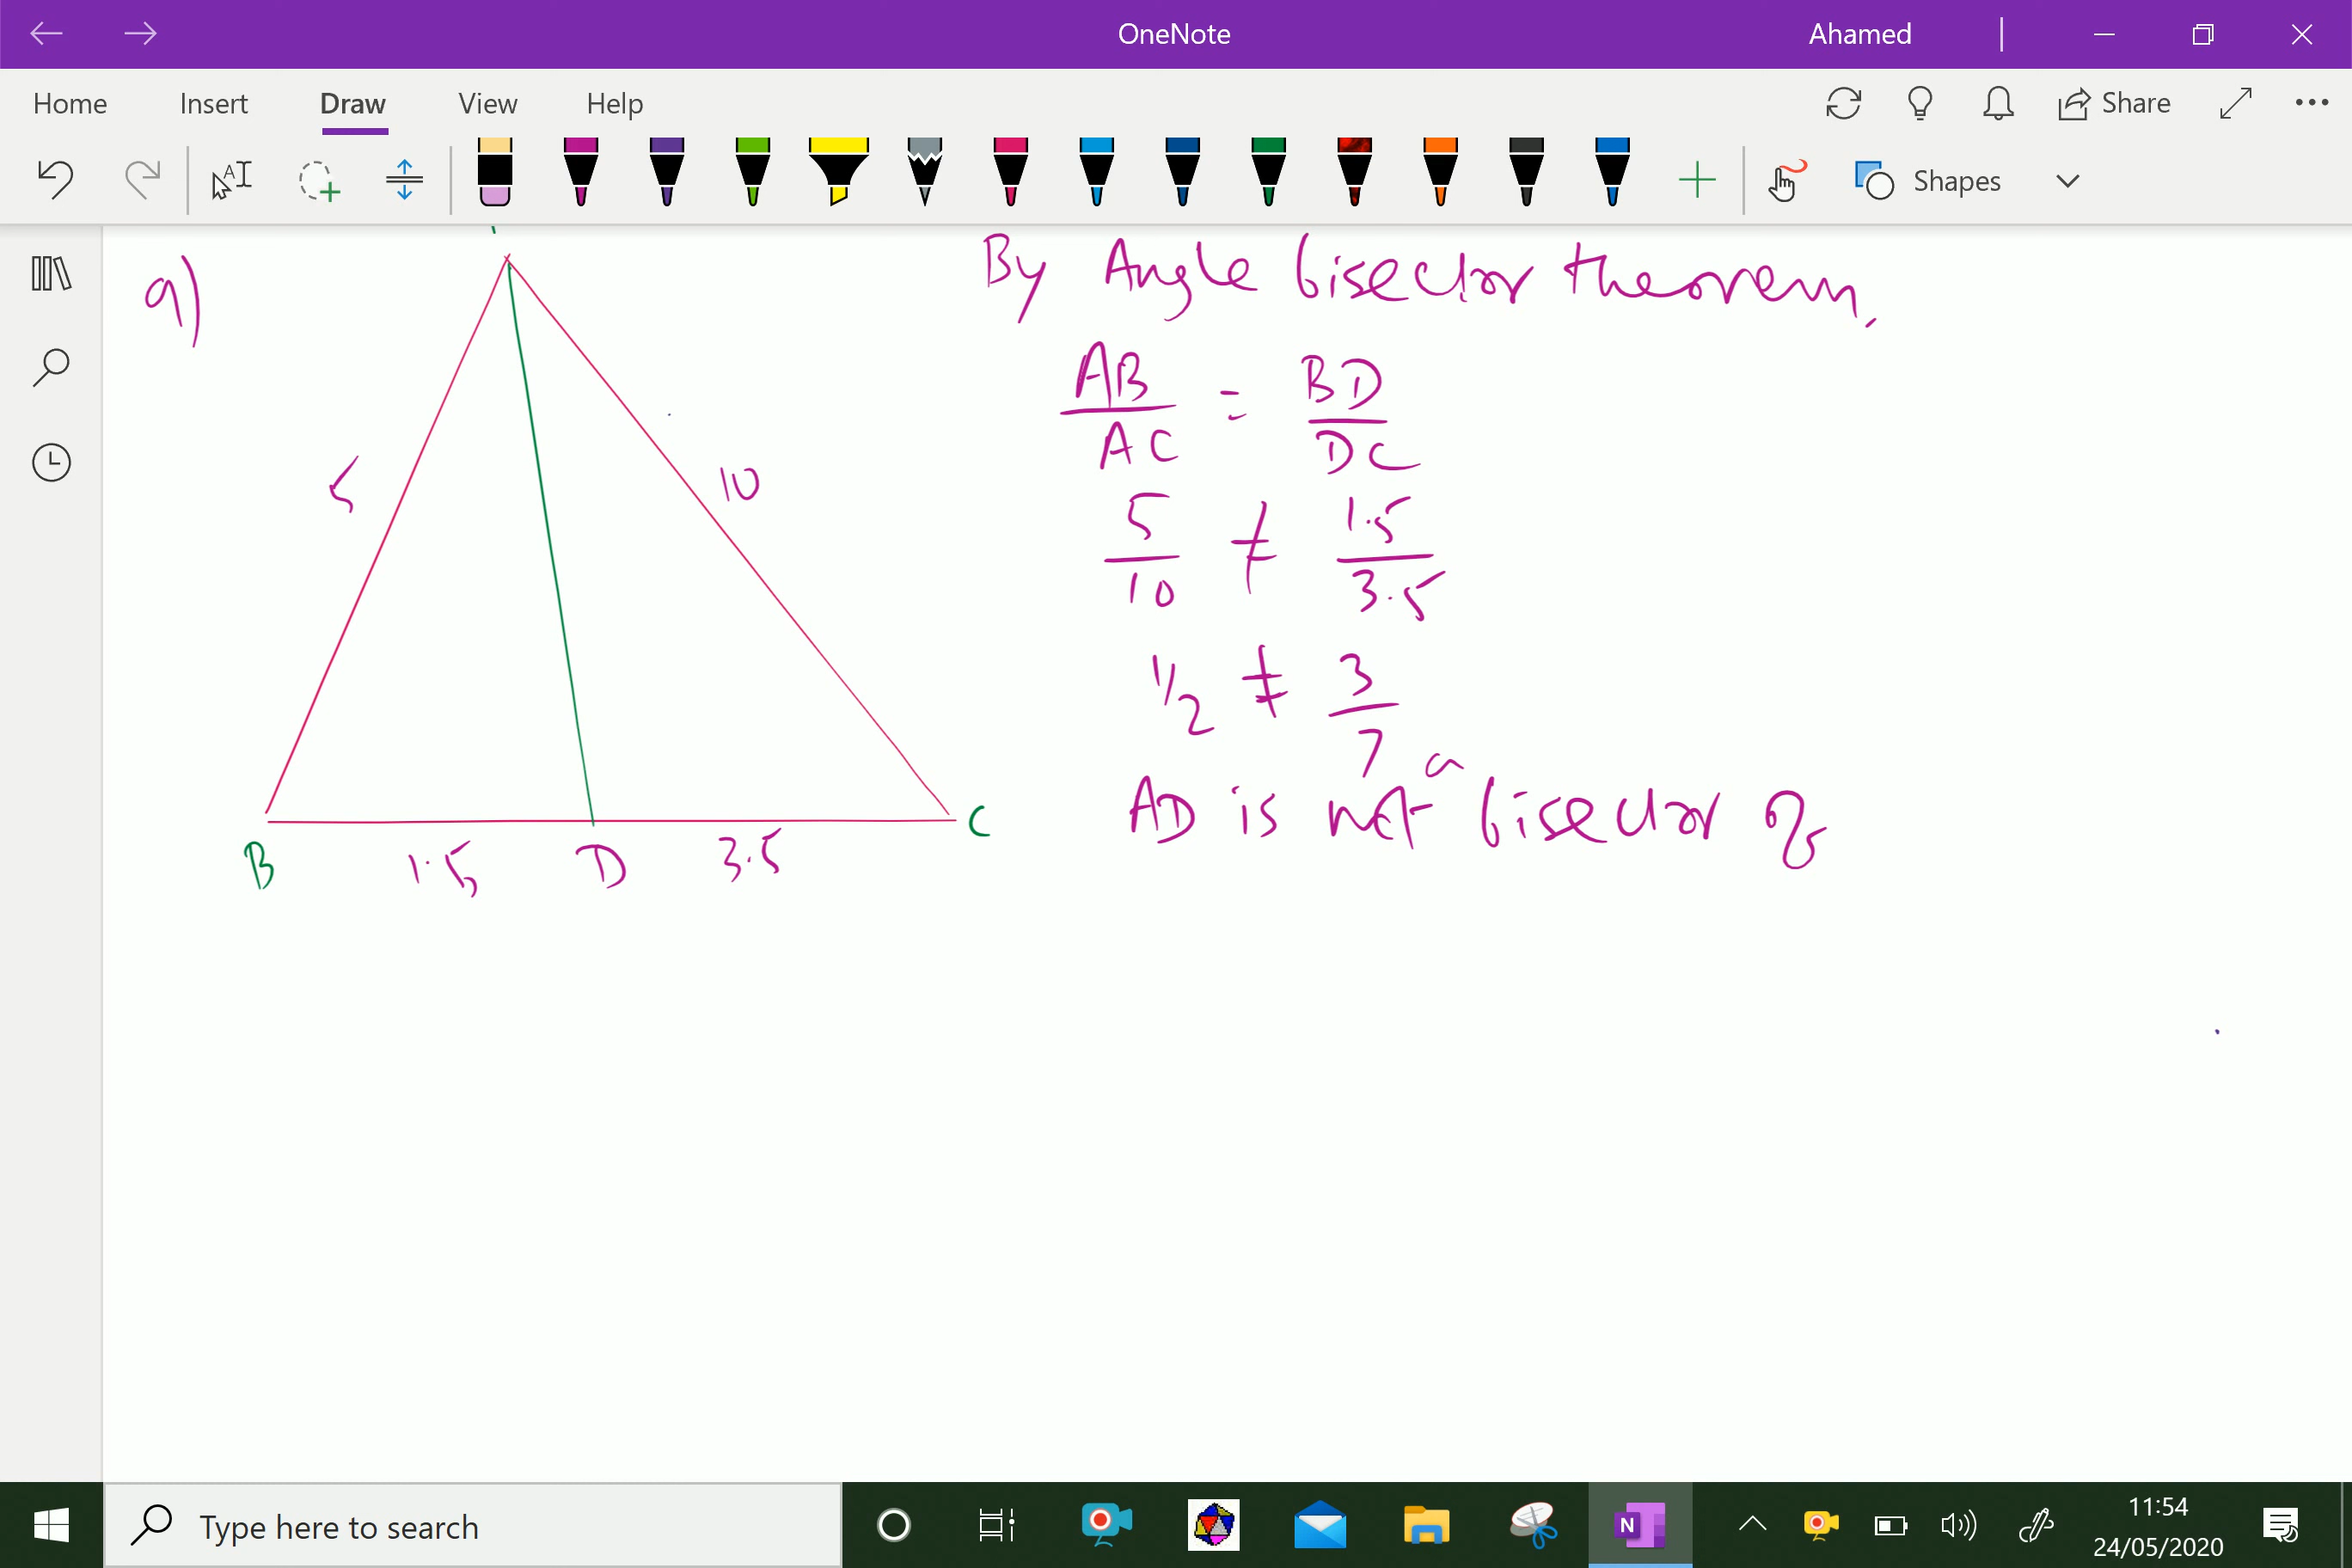 OneNote
Ahamed
Home Insert Draw View Help
Share
Shapes
9)
By Angle bisector theorem,
AB/AC = BD/DC
5/10 ≠ 1.5/3.5
1/2 ≠ 3/7
AD is not a bisector of
5
10
B 1.5 D 3.5 C
Type here to search
11:54
24/05/2020